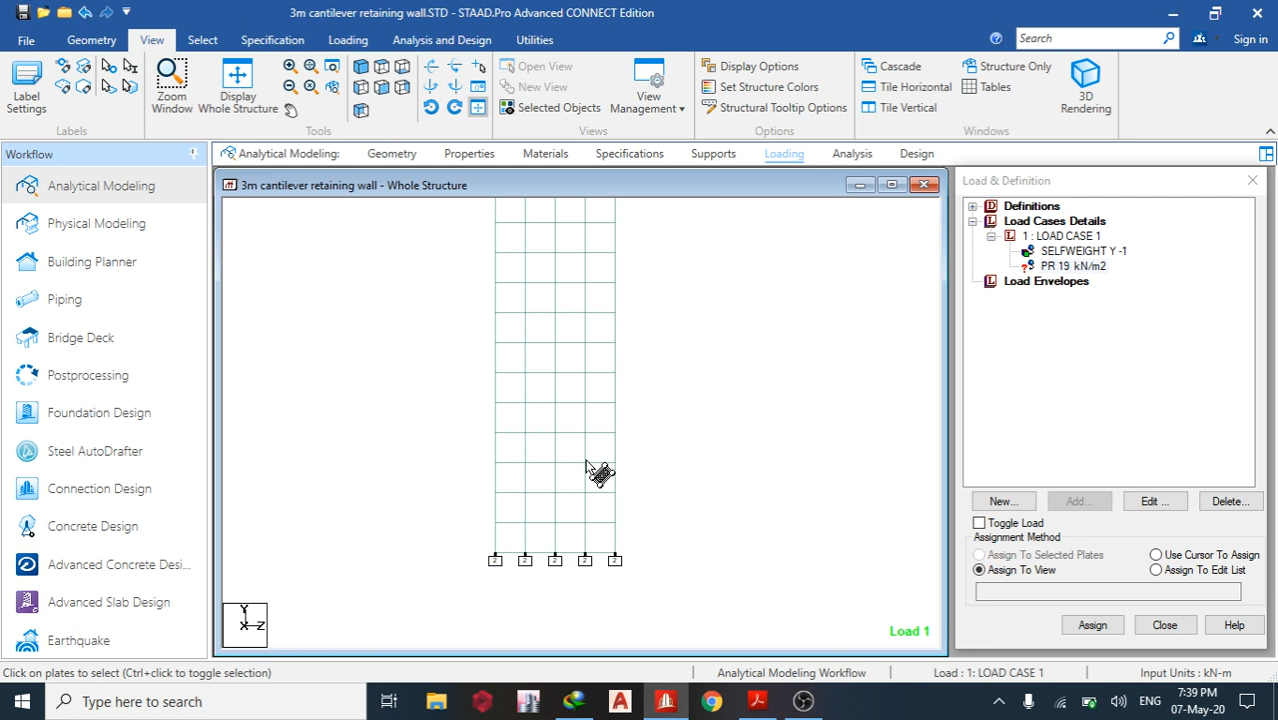 3m cantilever retaining wall.STD - STAAD.Pro Advanced CONNECT Edition
File Geometry View Select Specification Loading Analysis and Design Utilities Search Sign in
Label Settings
Zoom Window
Display Whole Structure
Open View
New View
Selected Objects
View Management
Display Options
Set Structure Colors
Structural Tooltip Options
Cascade
Tile Horizontal
Tile Vertical
Structure Only
Tables
3D Rendering
Labels Tools Views Options Windows
Workflow
Analytical Modeling: Geometry Properties Materials Specifications Supports Loading Analysis Design
Analytical Modeling
Physical Modeling
Building Planner
Piping
Bridge Deck
Postprocessing
Foundation Design
Steel AutoDrafter
Connection Design
Concrete Design
Advanced Concrete Desi...
Advanced Slab Design
Earthquake
3m cantilever retaining wall - Whole Structure
2 2 2 2 2
Y
X Z
Load 1
Load & Definition
D Definitions
L Load Cases Details
L 1 : LOAD CASE 1
SELFWEIGHT Y -1
PR 19 kN/m2
L Load Envelopes
New... Add... Edit ... Delete...
Toggle Load
Assignment Method
Assign To Selected Plates Use Cursor To Assign
Assign To View Assign To Edit List
Assign Close Help
Click on plates to select (Ctrl+click to toggle selection) Analytical Modeling Workflow Load : 1: LOAD CASE 1 Input Units : kN-m
Type here to search
ENG
7:39 PM
07-May-20